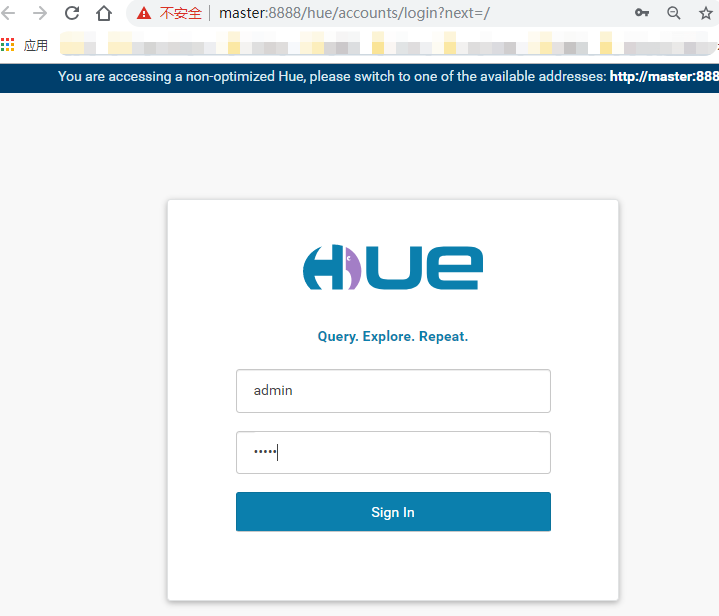 不安全 master:8888/hue/accounts/login?next=/
应用
You are accessing a non-optimized Hue, please switch to one of the available addresses: http://master:888
HUE
Query. Explore. Repeat.
admin
•••••
Sign In